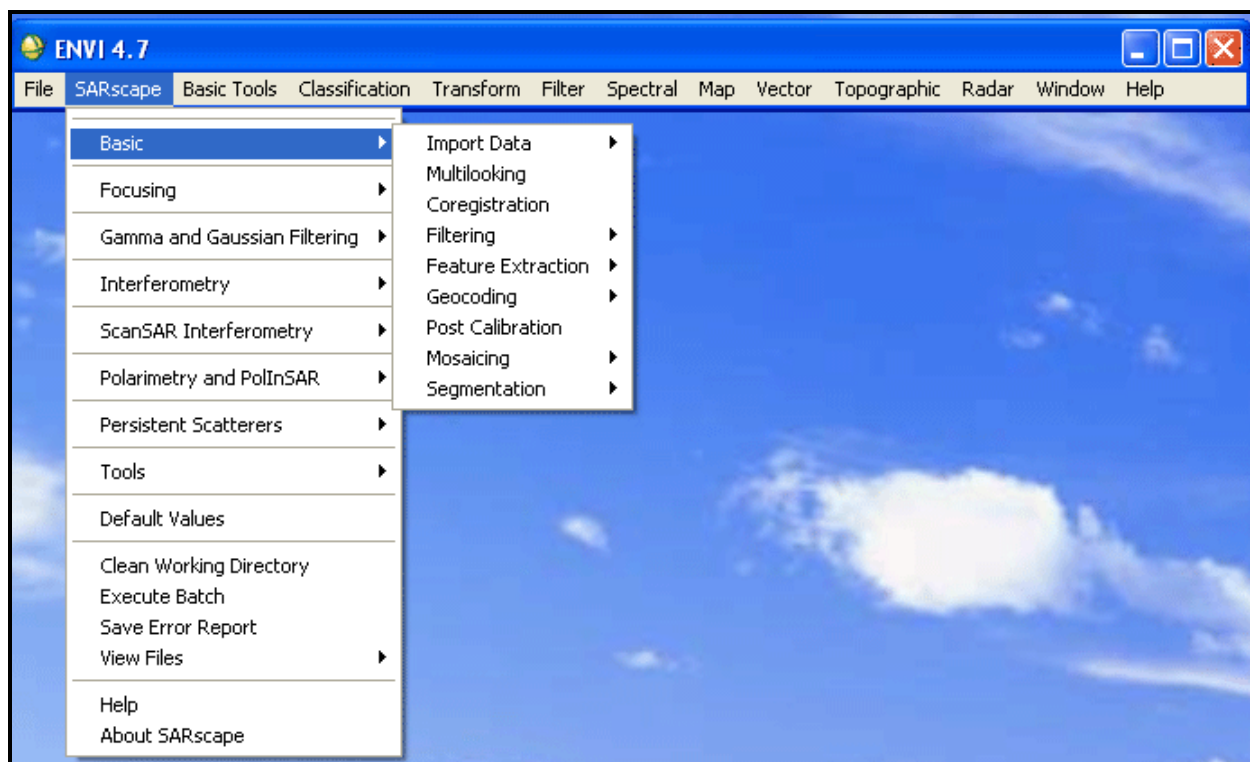 ENVI 4.7
File SARscape Basic Tools Classification Transform Filter Spectral Map Vector Topographic Radar Window Help
Basic
Focusing
Gamma and Gaussian Filtering
Interferometry
ScanSAR Interferometry
Polarimetry and PolInSAR
Persistent Scatterers
Tools
Default Values
Clean Working Directory
Execute Batch
Save Error Report
View Files
Help
About SARscape
Import Data
Multilooking
Coregistration
Filtering
Feature Extraction
Geocoding
Post Calibration
Mosaicing
Segmentation